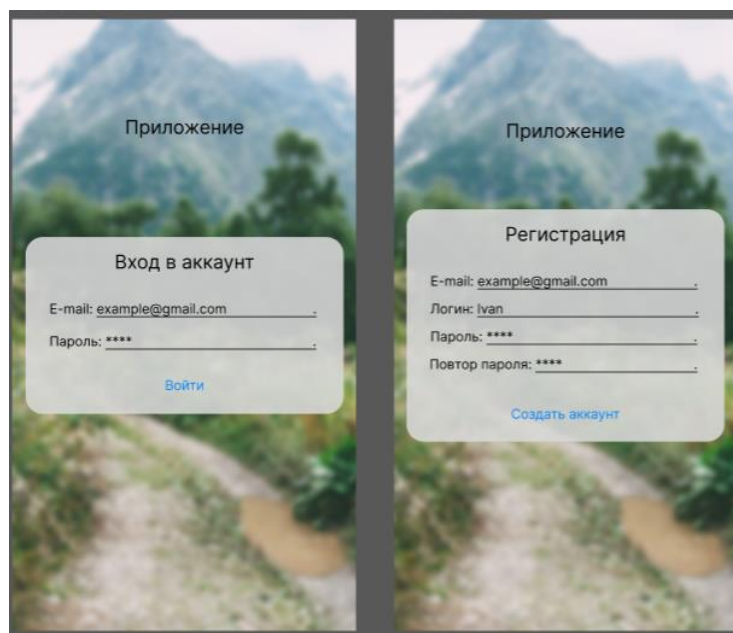 Приложение
Вход в аккаунт
E-mail: example@gmail.com .
Пароль: **** .
Войти
Приложение
Регистрация
E-mail: example@gmail.com .
Логин: Ivan .
Пароль: **** .
Повтор пароля: **** .
Создать аккаунт